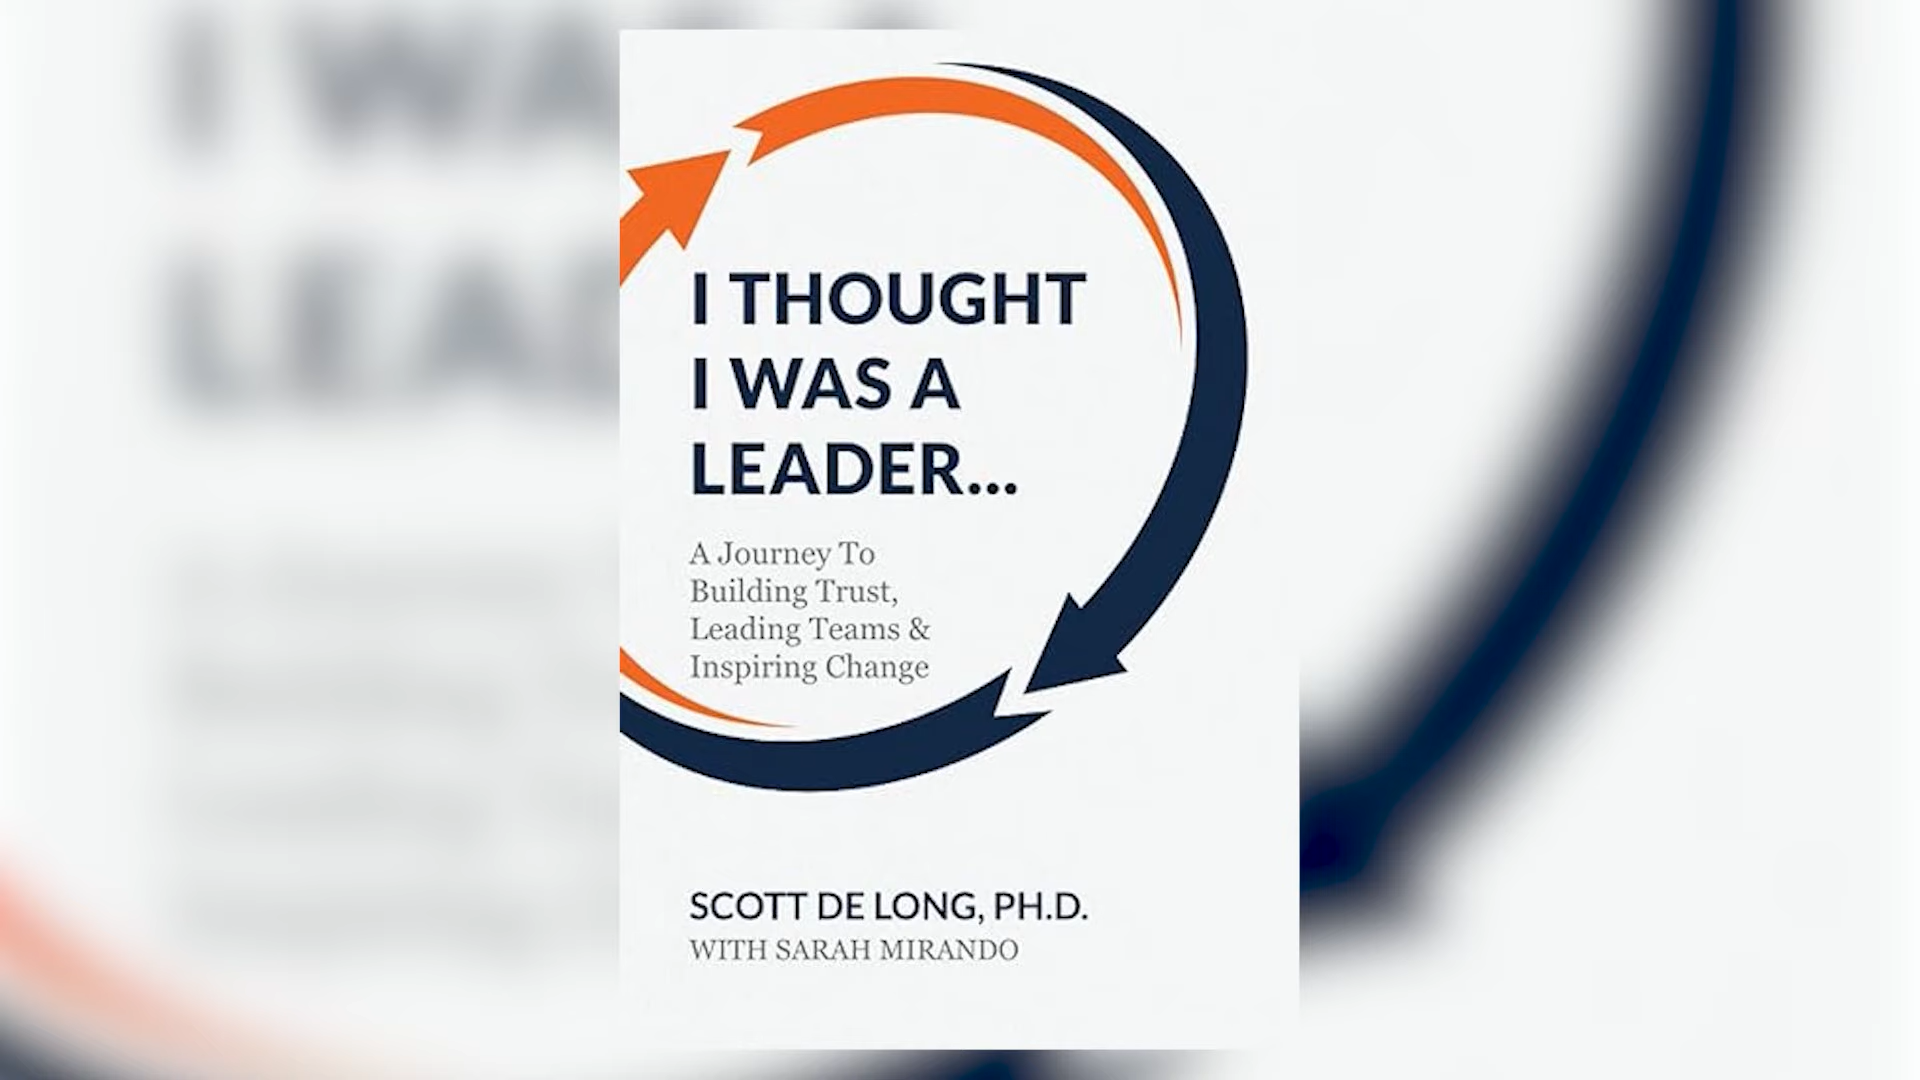 I THOUGHT
I WAS A
LEADER...
A Journey To
Building Trust,
Leading Teams &
Inspiring Change
SCOTT DE LONG, PH.D.
WITH SARAH MIRANDO